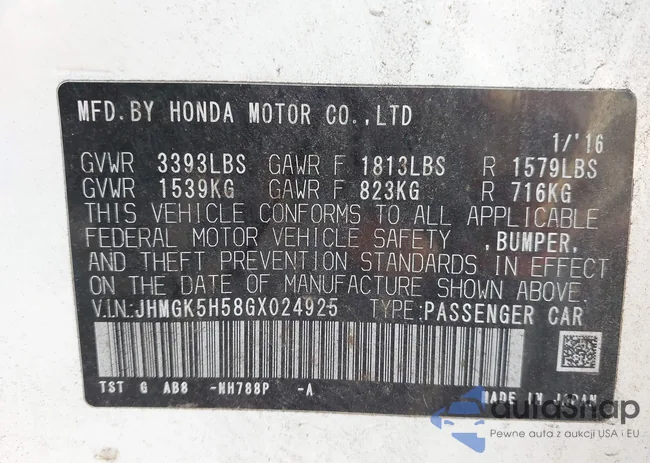 MFD.BY HONDA MOTOR CO.,LTD
1/'16
GVWR 3393LBS GAWR F 1813LBS R 1579LBS
GVWR 1539KG GAWR F 823KG R 716KG
THIS VEHICLE CONFORMS TO ALL APPLICABLE
FEDERAL MOTOR VEHICLE SAFETY ,BUMPER,
AND THEFT PREVENTION STANDARDS IN EFFECT
ON THE DATE OF MANUFACTURE SHOWN ABOVE.
V.I.N.:JHMGK5H58GX024925 TYPE:PASSENGER CAR
TST G AB8 -NH788P -A MADE IN JAPAN
autaSnap
Pewne auta z aukcji USA i EU